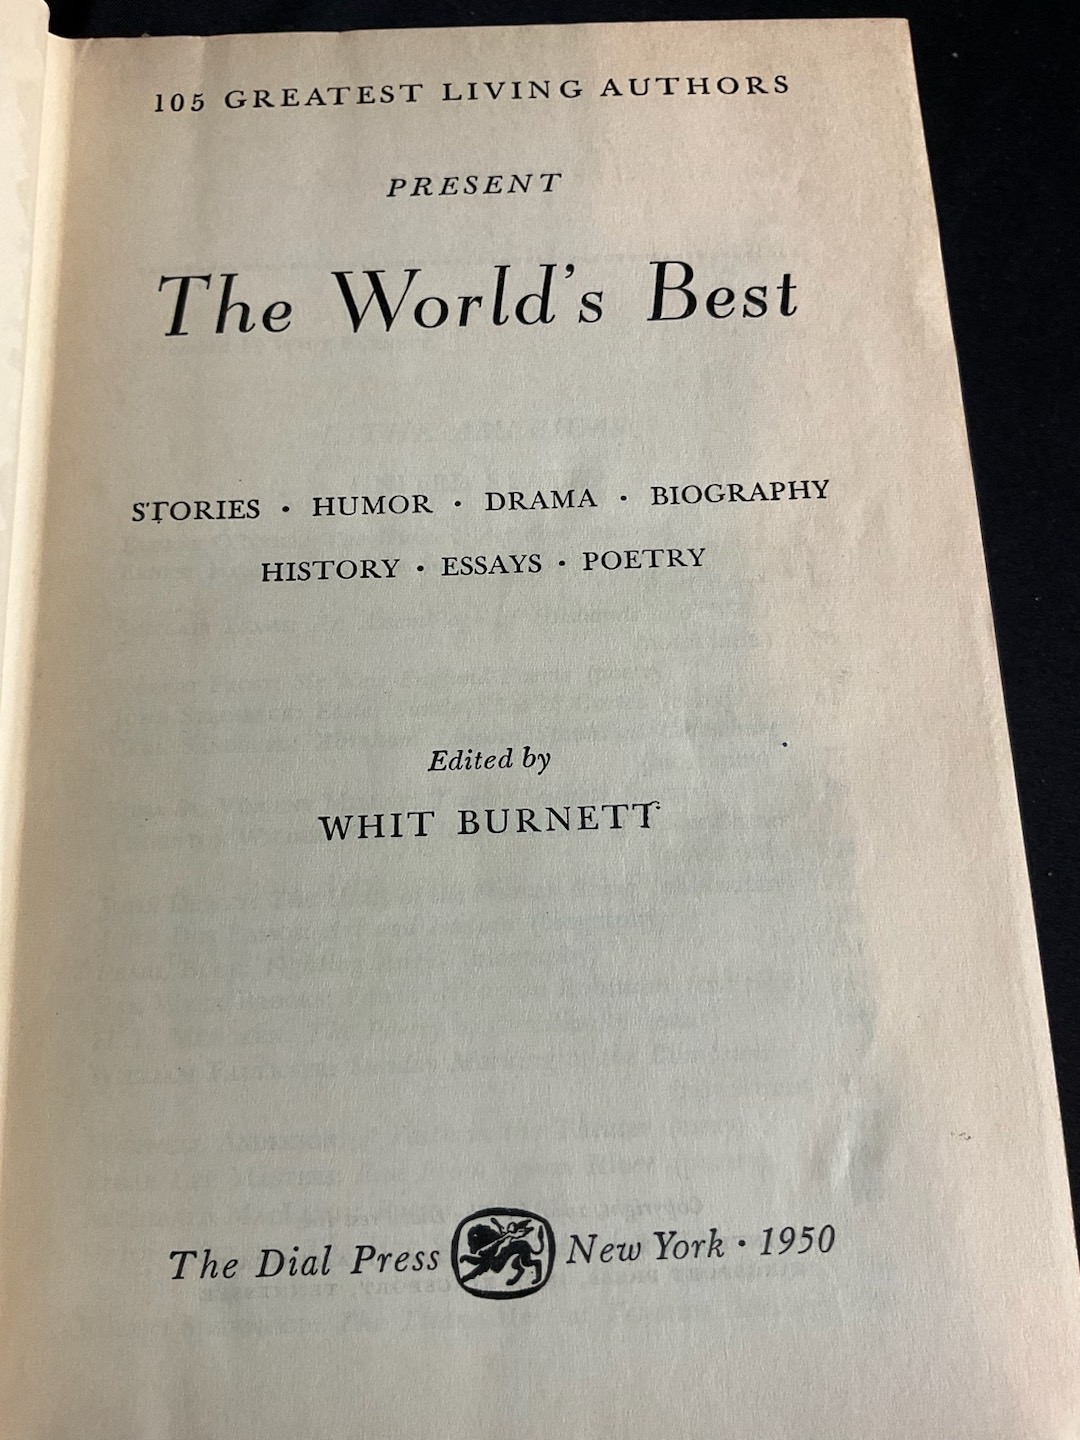 105 GREATEST LIVING AUTHORS
PRESENT
The World's Best
STORIES · HUMOR · DRAMA · BIOGRAPHY
HISTORY · ESSAYS · POETRY
Edited by
WHIT BURNETT
The Dial Press New York · 1950